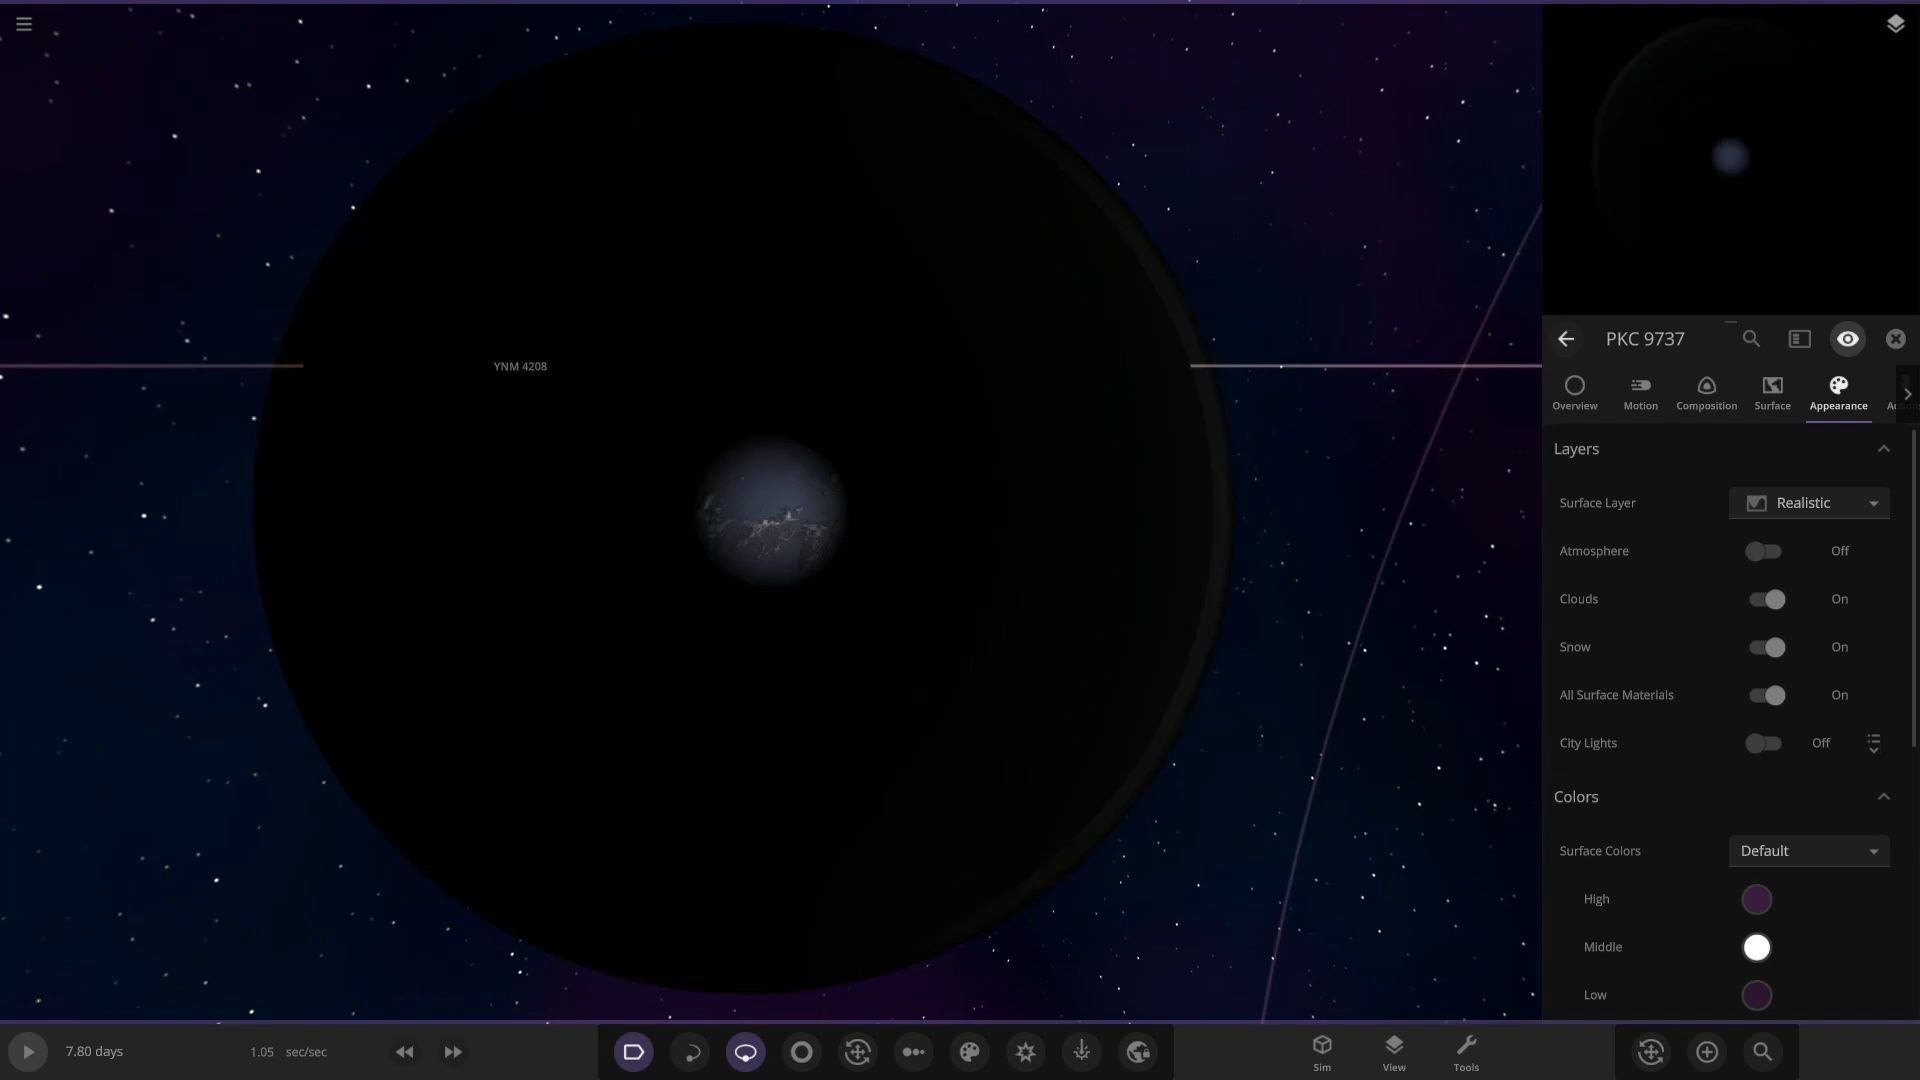 YNM 4208
PKC 9737
Overview
Motion
Composition
Surface
Appearance
Layers
Surface Layer
Realistic
Atmosphere
Off
Clouds
On
Snow
On
All Surface Materials
On
City Lights
Off
Colors
Surface Colors
Default
High
Middle
Low
7.80 days
1.05 sec/sec
Sim
View
Tools